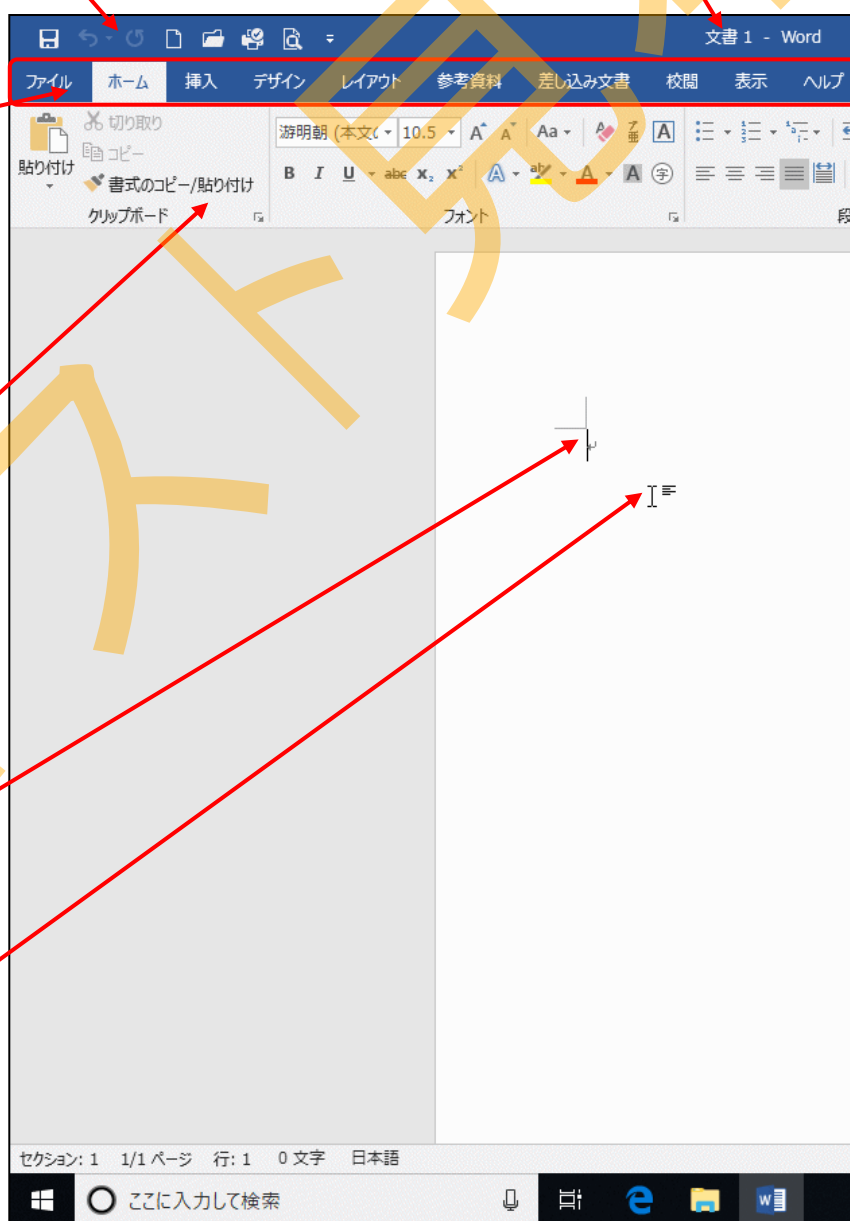 文書 1 - Word
ファイル ホーム 挿入 デザイン レイアウト 参考資料 差し込み文書 校閲 表示 ヘルプ
貼り付け
切り取り
コピー
書式のコピー/貼り付け
クリップボード
游明朝 (本文( 10.5 A A Aa ア亜 A
B I U abc x₂ x² A aby A A 字
フォント
段
セクション: 1 1/1 ページ 行: 1 0 文字 日本語
ここに入力して検索